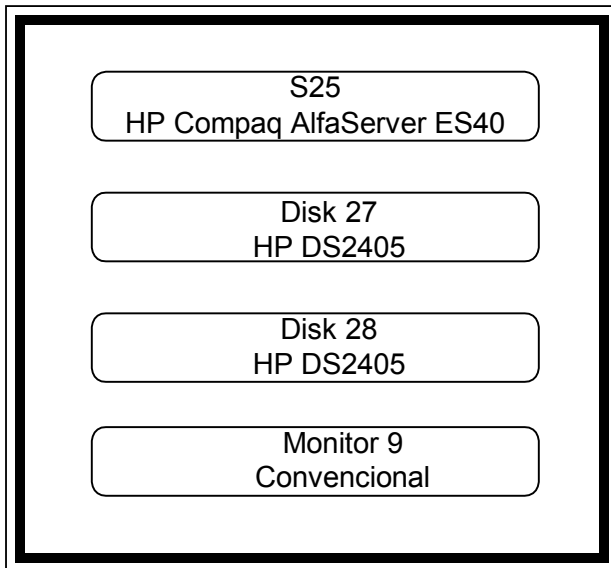 S25
HP Compaq AlfaServer ES40
Disk 27
HP DS2405
Disk 28
HP DS2405
Monitor 9
Convencional